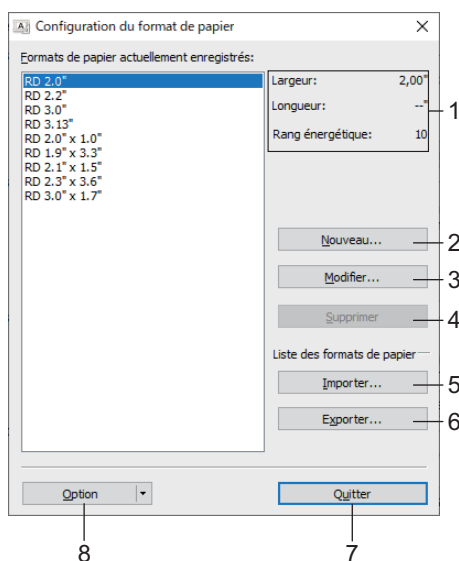 A
Configuration du format de papier
Formats de papier actuellement enregistrés:
RD 2.0"
RD 2.2"
RD 3.0"
RD 3.13"
RD 2.0" x 1.0"
RD 1.9" x 3.3"
RD 2.1" x 1.5"
RD 2.3" x 3.6"
RD 3.0" x 1.7"
Largeur: 2,00"
Longueur: --"
Rang énergétique: 10
1
Nouveau... 2
Modifier... 3
Supprimer 4
Liste des formats de papier
Importer... 5
Exporter... 6
Option
Quitter
8
7